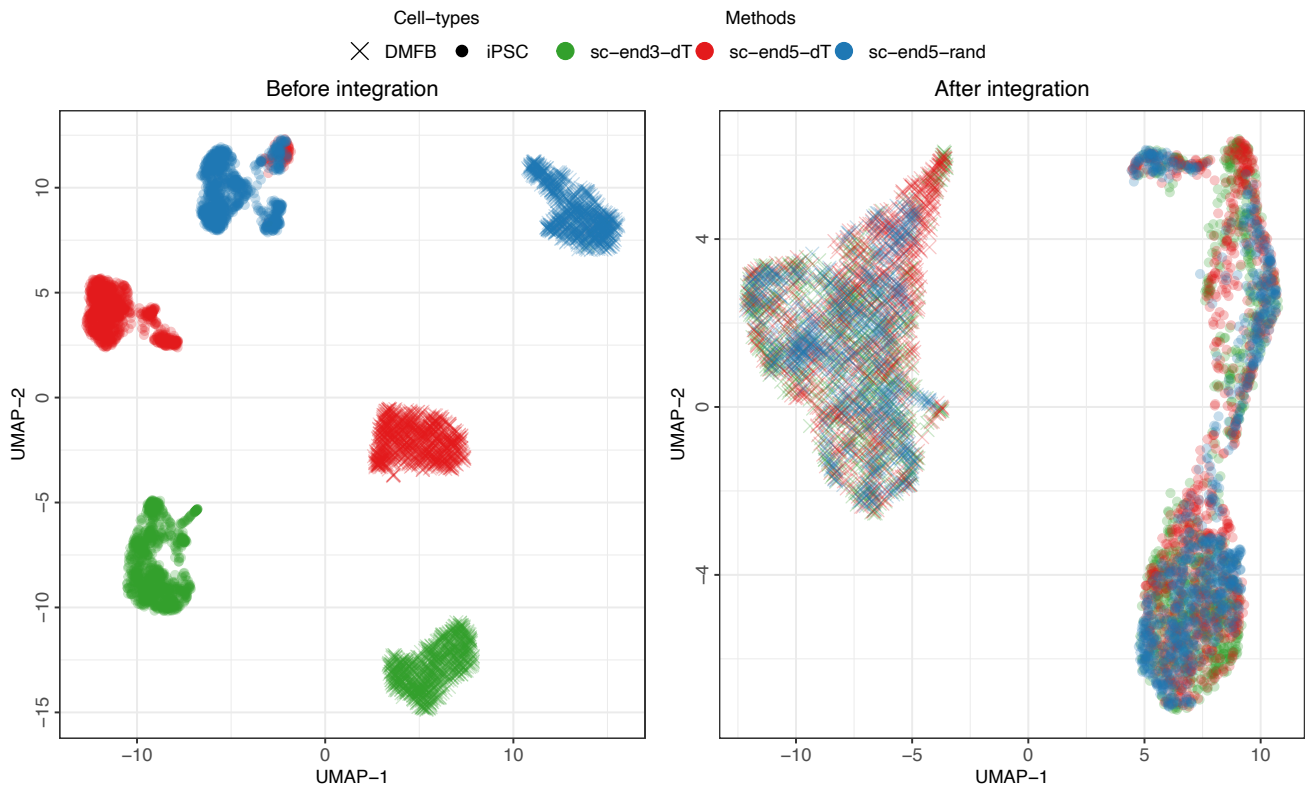 Cell−types Methods
DMFB iPSC sc−end3−dT sc−end5−dT sc−end5−rand
Before integration
After integration
10
5
0
−5
−10
−15
UMAP−2
−10 0 10
UMAP−1
4
0
−4
UMAP−2
−10 −5 0 5 10
UMAP−1